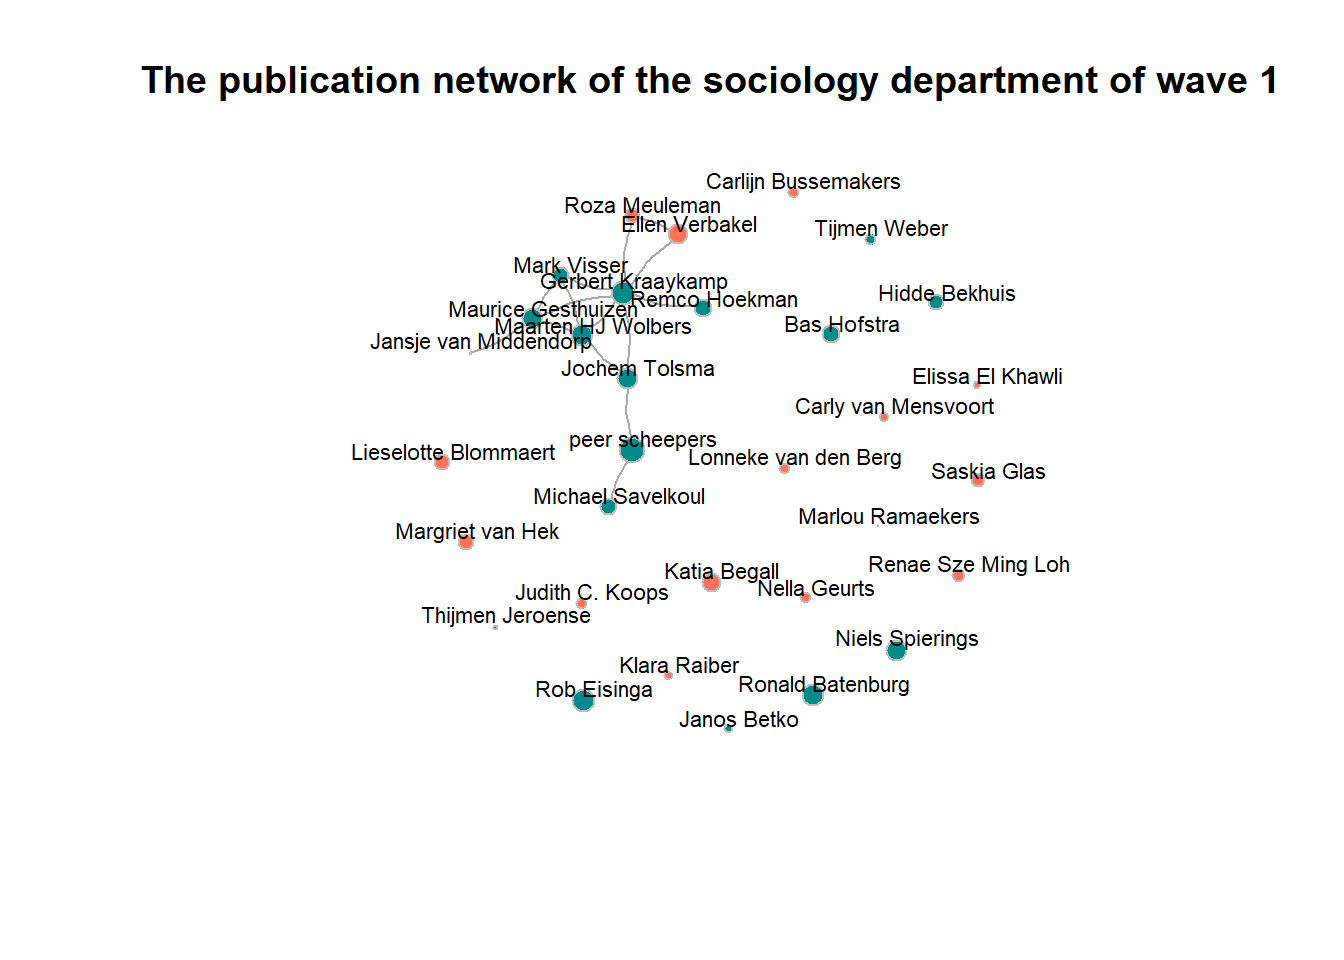 The publication network of the sociology department of wave 1
Carlijn Bussemakers
Roza Meuleman
Ellen Verbakel
Tijmen Weber
Mark Visser
Gerbert Kraaykamp
Hidde Bekhuis
Remco Hoekman
Maurice Gesthuizen
Bas Hofstra
Maarten HJ Wolbers
Jansje van Middendorp
Jochem Tolsma
Elissa El Khawli
Carly van Mensvoort
peer scheepers
Lieselotte Blommaert
Lonneke van den Berg
Saskia Glas
Michael Savelkoul
Marlou Ramaekers
Margriet van Hek
Renae Sze Ming Loh
Katia Begall
Nella Geurts
Judith C. Koops
Thijmen Jeroense
Niels Spierings
Klara Raiber
Ronald Batenburg
Rob Eisinga
Janos Betko